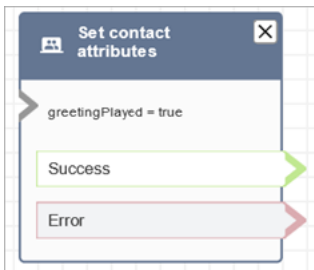 Set contact
attributes
greetingPlayed = true
Success
Error